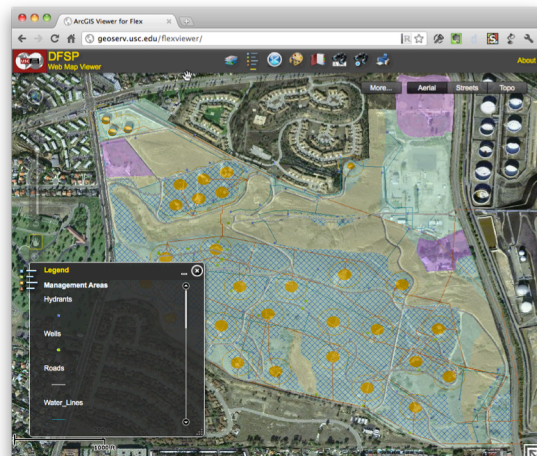 ArcGIS Viewer for Flex
geoserv.usc.edu/flexviewer/
DFSP
Web Map Viewer
About
More...
Aerial
Streets
Topo
Legend
Management Areas
Hydrants
Wells
Roads
Water_Lines